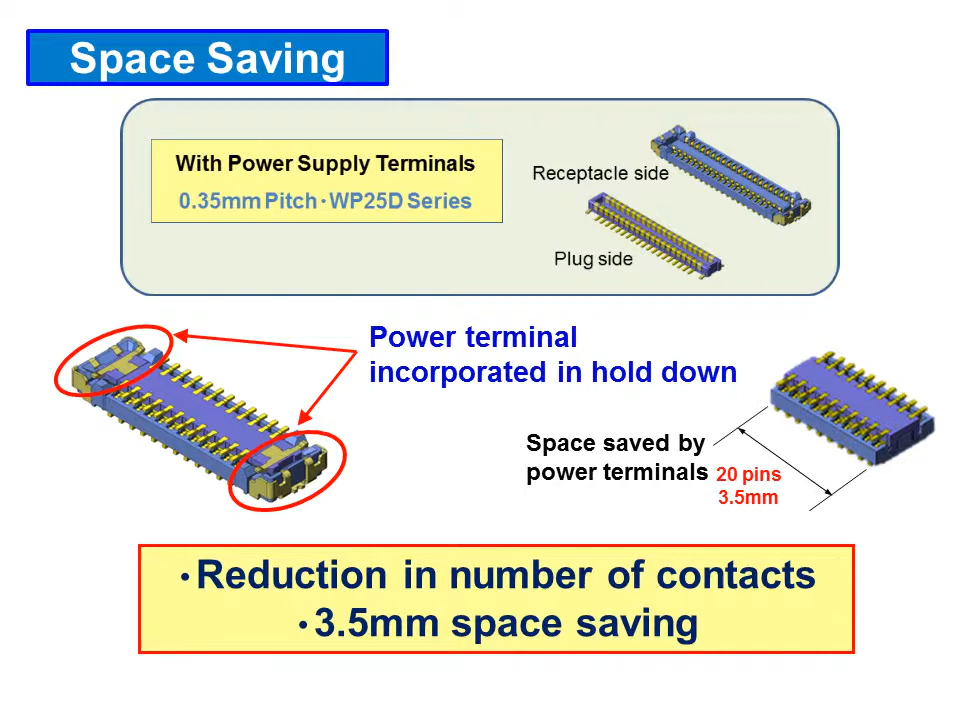 Space Saving
With Power Supply Terminals
0.35mm Pitch・WP25D Series
Receptacle side
Plug side
Power terminal
incorporated in hold down
Space saved by
power terminals
20 pins
3.5mm
・Reduction in number of contacts
・3.5mm space saving